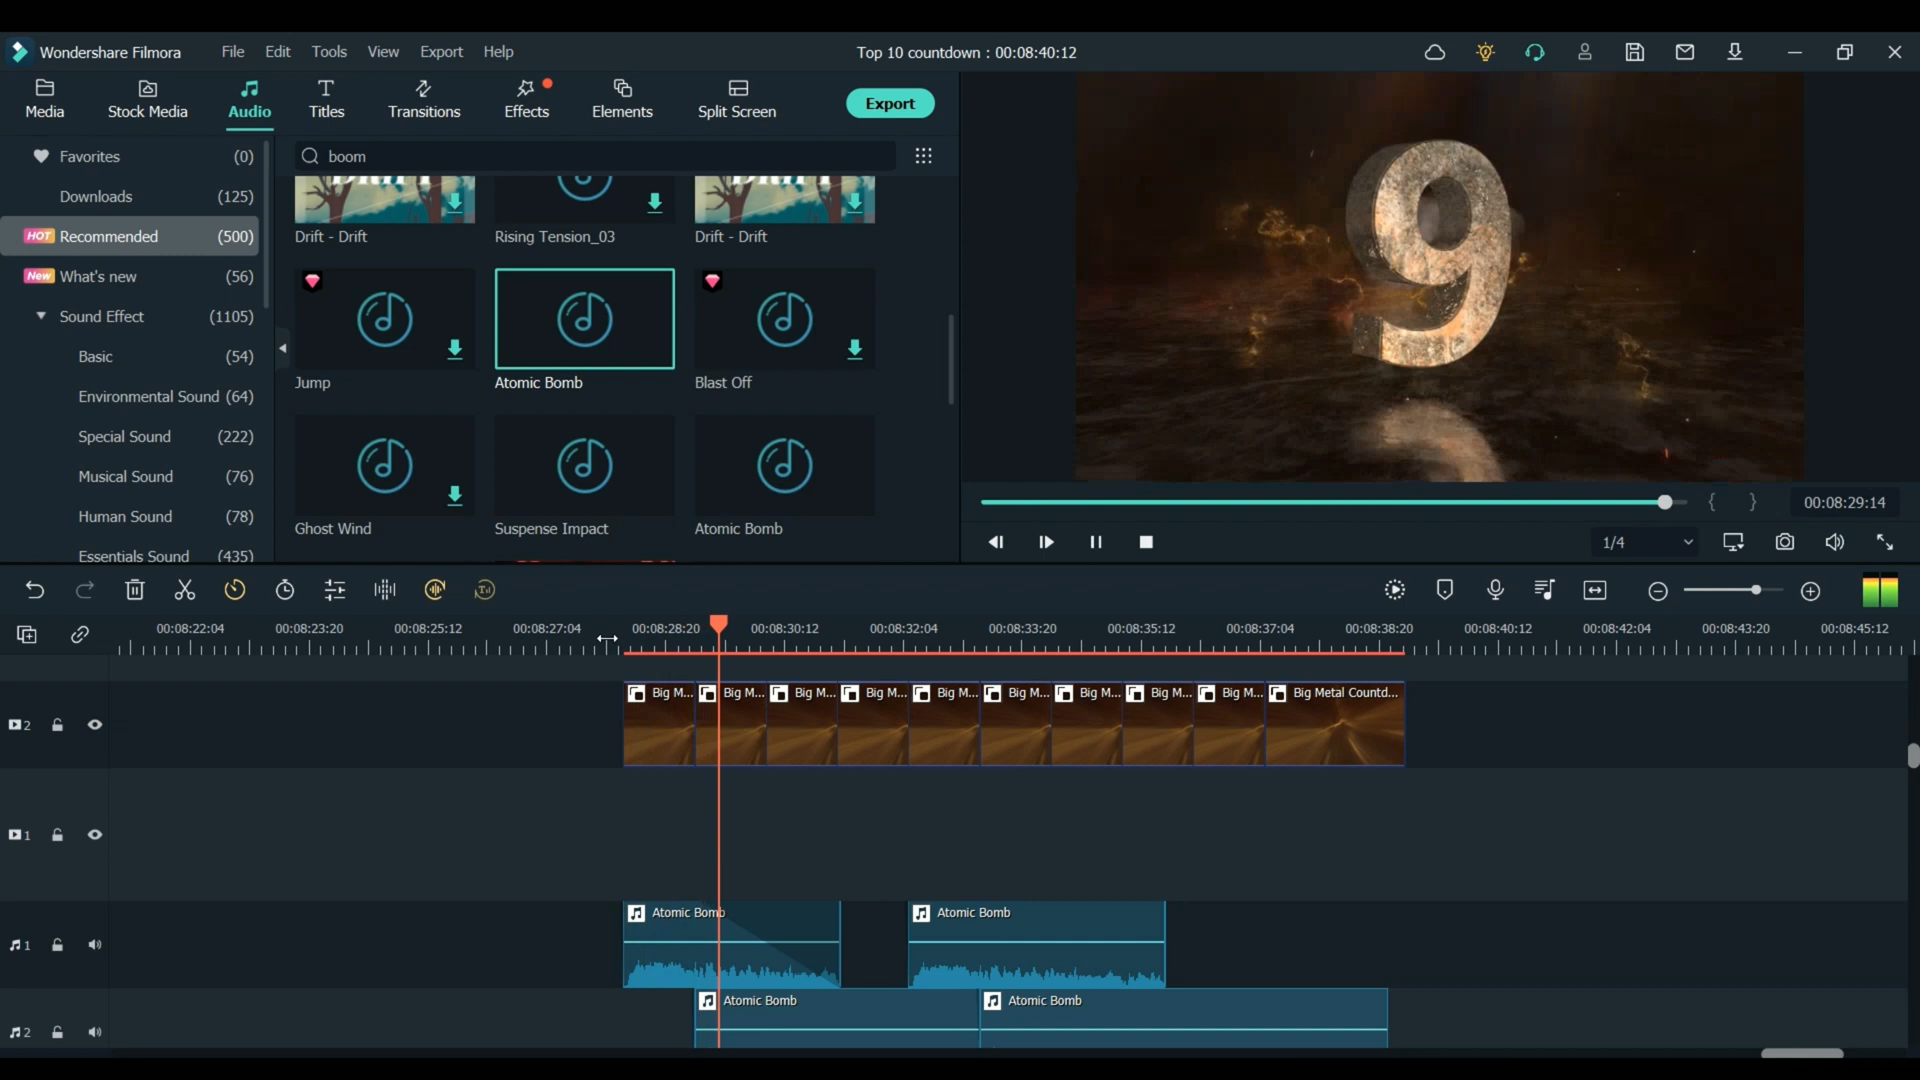 Wondershare Filmora File Edit Tools View Export Help Top 10 countdown : 00:08:40:12
Media Stock Media Audio Titles Transitions Effects Elements Split Screen Export
Favorites (0)
Downloads (125)
HOT Recommended (500)
New What's new (56)
Sound Effect (1105)
Basic (54)
Environmental Sound (64)
Special Sound (222)
Musical Sound (76)
Human Sound (78)
Essentials Sound (435)
boom
Drift - Drift Rising Tension_03 Drift - Drift
Jump Atomic Bomb Blast Off
Ghost Wind Suspense Impact Atomic Bomb
9
{ } 00:08:29:14
1/4
00:08:22:04 00:08:23:20 00:08:25:12 00:08:27:04 00:08:28:20 00:08:30:12 00:08:32:04 00:08:33:20 00:08:35:12 00:08:37:04 00:08:38:20 00:08:40:12 00:08:42:04 00:08:43:20 00:08:45:12
2 Big M... Big M... Big M... Big M... Big M... Big M... Big M... Big M... Big M... Big Metal Countd...
1
1 Atomic Bomb Atomic Bomb
2 Atomic Bomb Atomic Bomb